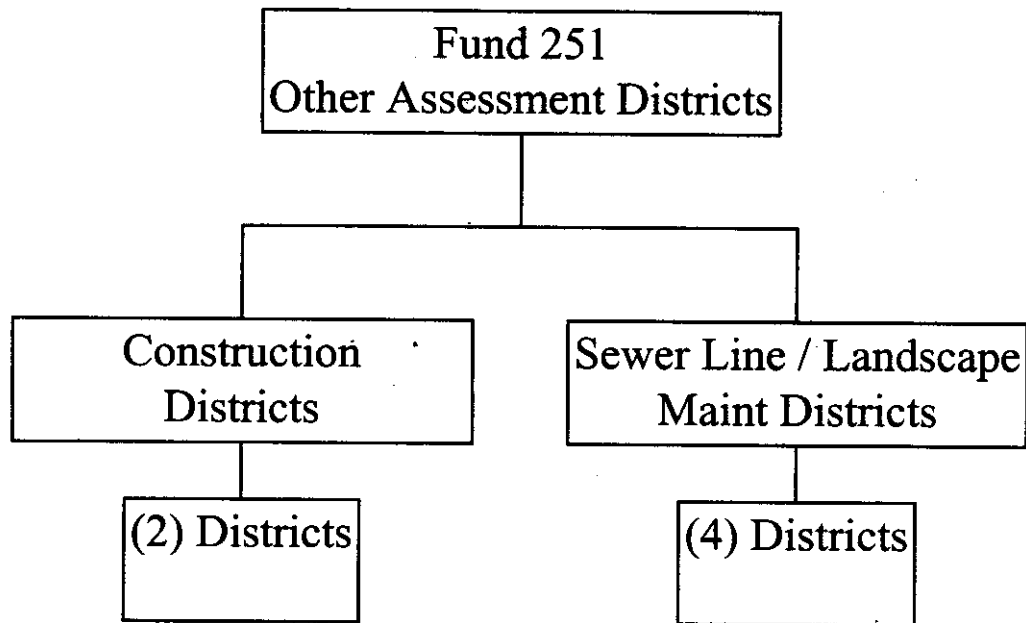 Fund 251
Other Assessment Districts
Construction
Districts
Sewer Line / Landscape
Maint Districts
(2) Districts
(4) Districts